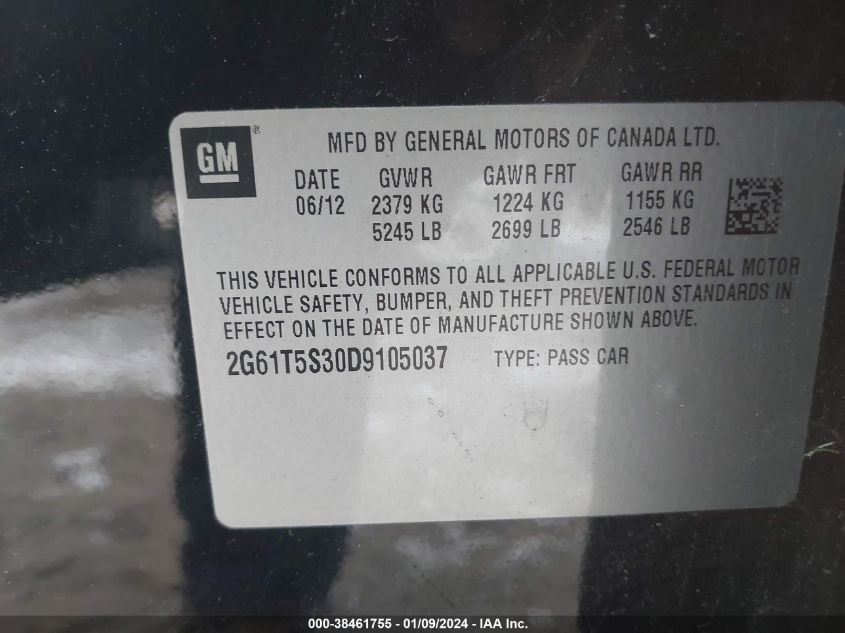 GM®
MFD BY GENERAL MOTORS OF CANADA LTD.
DATE GVWR GAWR FRT GAWR RR
06/12 2379 KG 1224 KG 1155 KG
5245 LB 2699 LB 2546 LB
THIS VEHICLE CONFORMS TO ALL APPLICABLE U.S. FEDERAL MOTOR
VEHICLE SAFETY, BUMPER, AND THEFT PREVENTION STANDARDS IN
EFFECT ON THE DATE OF MANUFACTURE SHOWN ABOVE.
2G61T5S30D9105037 TYPE: PASS CAR
000-38461755 - 01/09/2024 - IAA Inc.